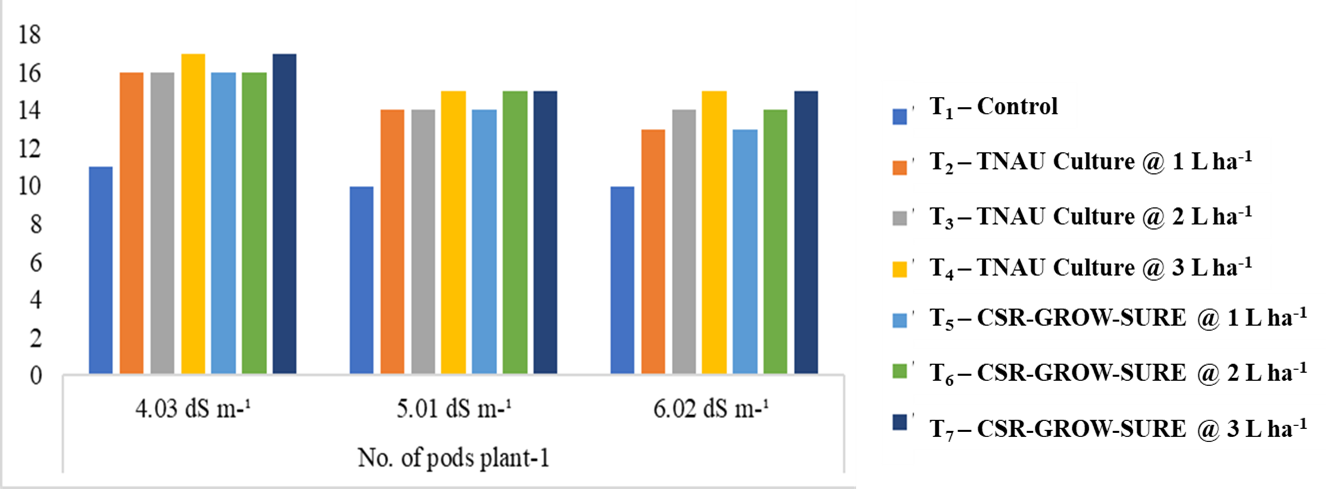 18
16
14
12
10
8
6
4
2
0
4.03 dS m-¹ 5.01 dS m-¹ 6.02 dS m-¹
No. of pods plant-1
T₁ – Control
T₂ – TNAU Culture @ 1 L ha⁻¹
T₃ – TNAU Culture @ 2 L ha⁻¹
T₄ – TNAU Culture @ 3 L ha⁻¹
T₅ – CSR-GROW-SURE @ 1 L ha⁻¹
T₆ – CSR-GROW-SURE @ 2 L ha⁻¹
T₇ – CSR-GROW-SURE @ 3 L ha⁻¹